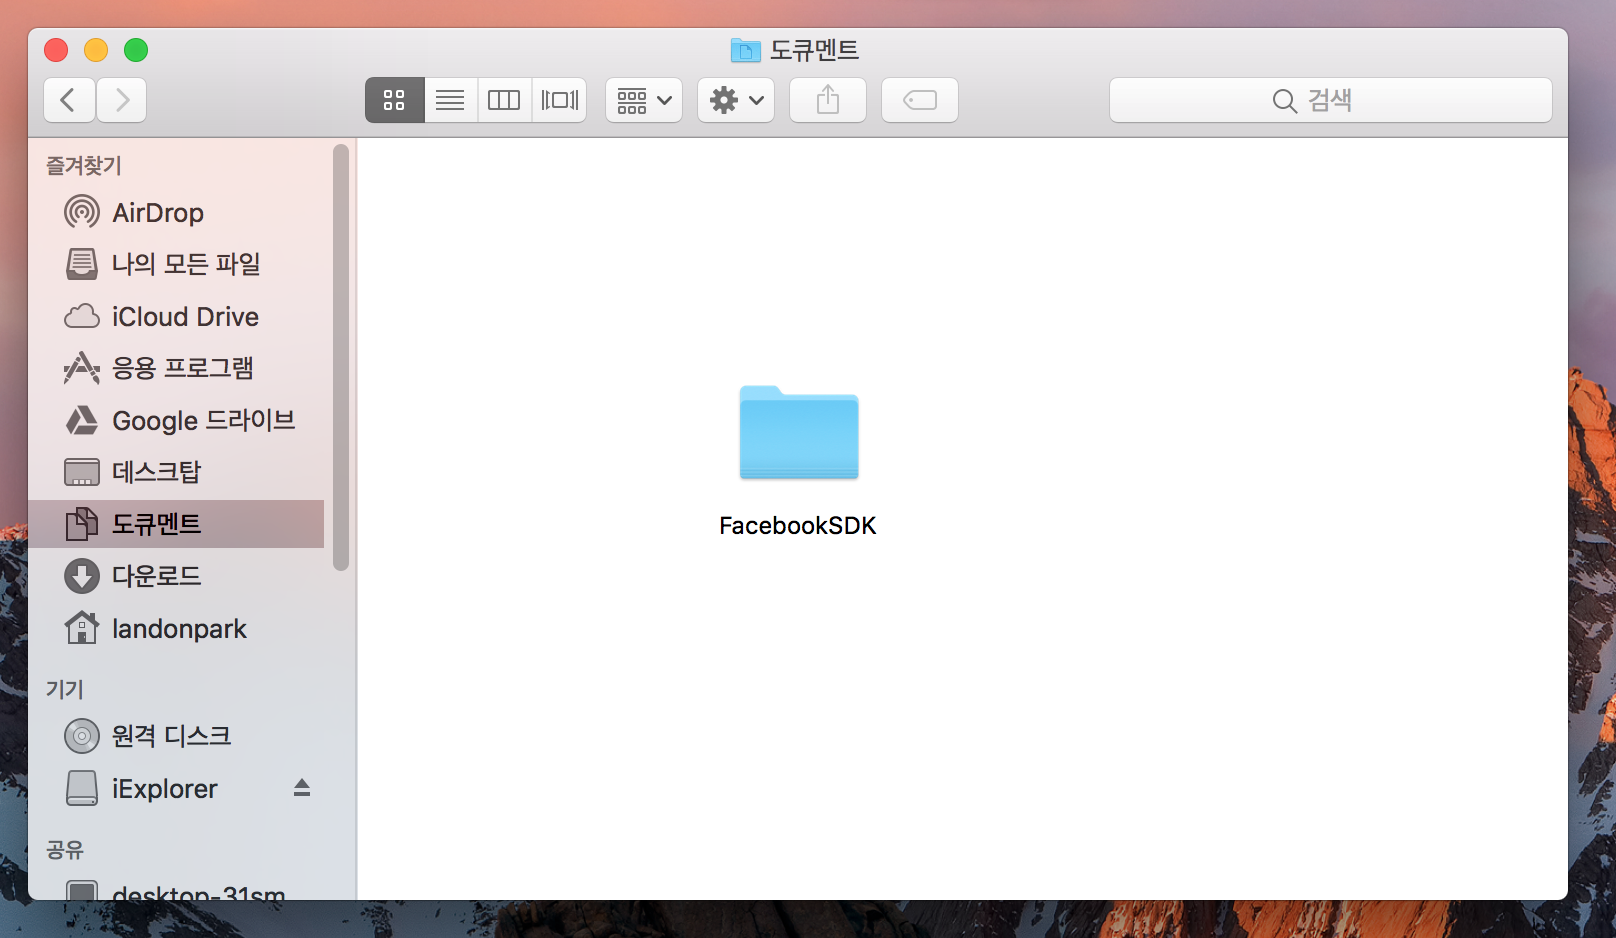 도큐멘트
검색
즐겨찾기
AirDrop
나의 모든 파일
iCloud Drive
응용 프로그램
Google 드라이브
데스크탑
도큐멘트
다운로드
landonpark
기기
원격 디스크
iExplorer
공유
desktop-31sm
FacebookSDK